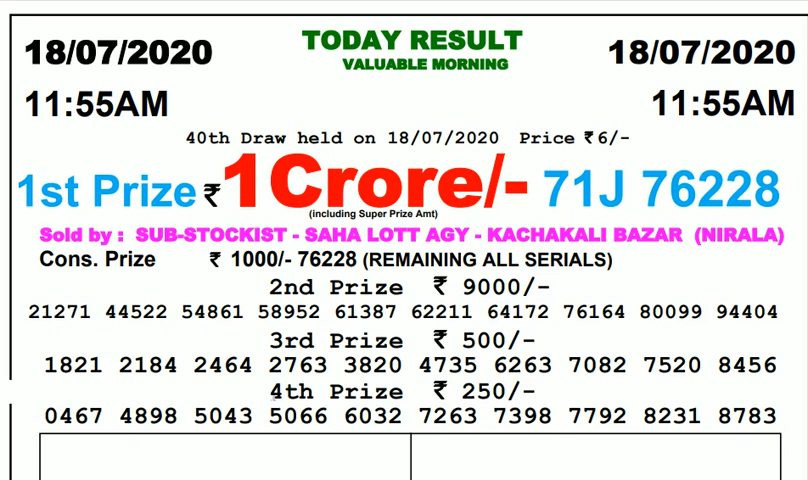 18/07/2020 TODAY RESULT 18/07/2020
VALUABLE MORNING
11:55AM 11:55AM
40th Draw held on 18/07/2020 Price ₹6/-
1st Prize ₹ 1Crore/- 71J 76228
(including Super Prize Amt)
Sold by : SUB-STOCKIST - SAHA LOTT AGY - KACHAKALI BAZAR (NIRALA)
Cons. Prize ₹ 1000/- 76228 (REMAINING ALL SERIALS)
2nd Prize ₹ 9000/-
21271 44522 54861 58952 61387 62211 64172 76164 80099 94404
3rd Prize ₹ 500/-
1821 2184 2464 2763 3820 4735 6263 7082 7520 8456
4th Prize ₹ 250/-
0467 4898 5043 5066 6032 7263 7398 7792 8231 8783